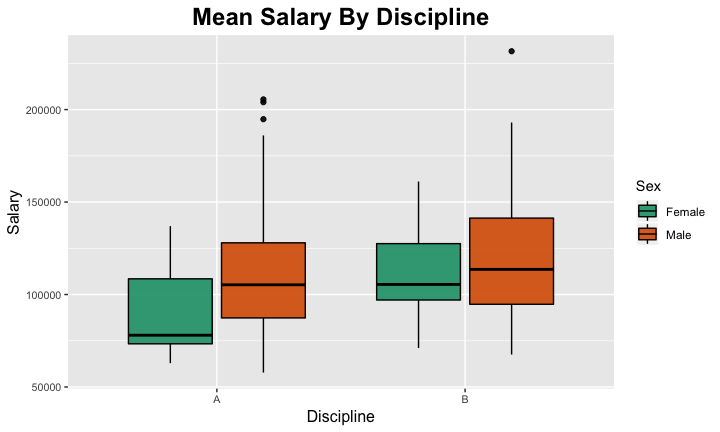 Mean Salary By Discipline
Salary
200000
150000
100000
50000
A
B
Discipline
Sex
Female
Male